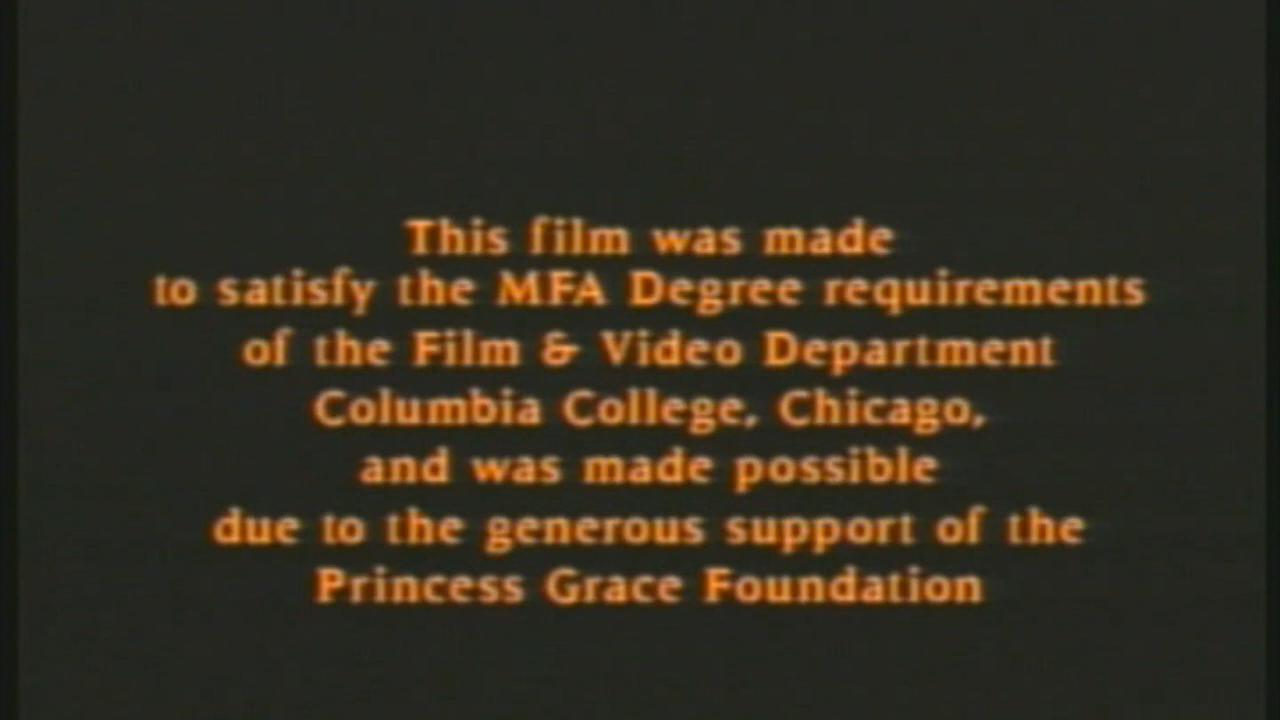 This film was made
to satisfy the MFA Degree requirements
of the Film & Video Department
Columbia College, Chicago,
and was made possible
due to the generous support of the
Princess Grace Foundation